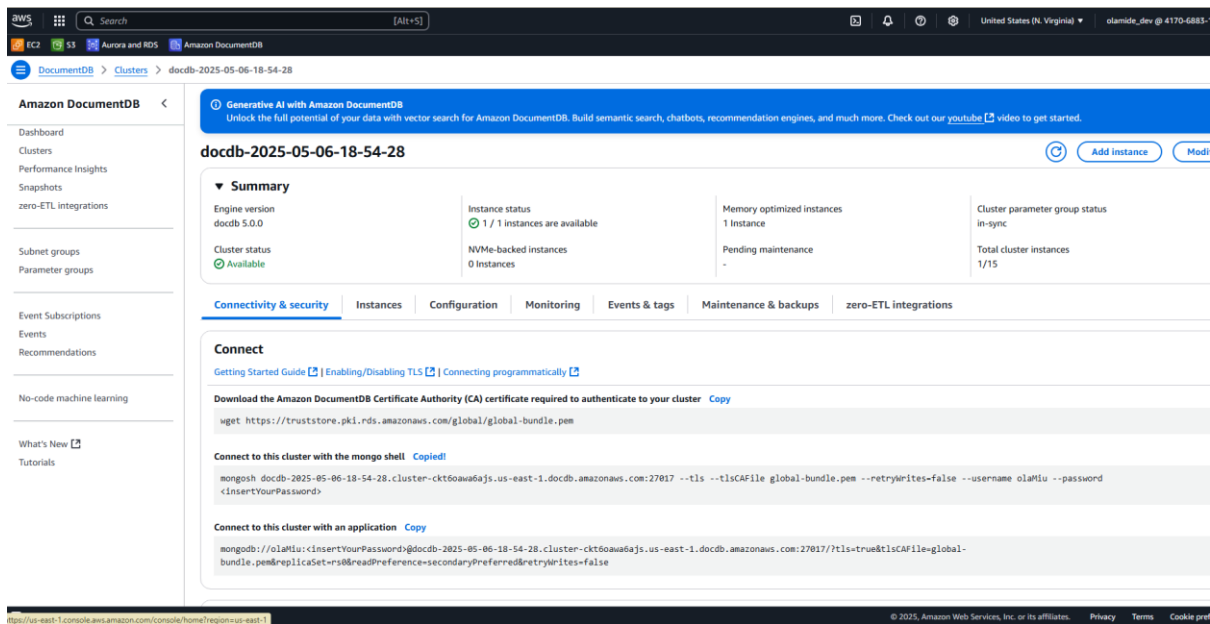 aws Search [Alt+S] United States (N. Virginia) ▼ olamide_dev @ 4170-6883-
EC2 S3 Aurora and RDS Amazon DocumentDB
DocumentDB > Clusters > docdb-2025-05-06-18-54-28
Amazon DocumentDB
Dashboard
Clusters
Performance Insights
Snapshots
zero-ETL integrations
Subnet groups
Parameter groups
Event Subscriptions
Events
Recommendations
No-code machine learning
What's New
Tutorials
Generative AI with Amazon DocumentDB
Unlock the full potential of your data with vector search for Amazon DocumentDB. Build semantic search, chatbots, recommendation engines, and much more. Check out our youtube video to get started.
docdb-2025-05-06-18-54-28
Add instance Modi
▼ Summary
Engine version
docdb 5.0.0
Instance status
1 / 1 instances are available
Memory optimized instances
1 Instance
Cluster parameter group status
in-sync
Cluster status
Available
NVMe-backed instances
0 Instances
Pending maintenance
-
Total cluster instances
1/15
Connectivity & security Instances Configuration Monitoring Events & tags Maintenance & backups zero-ETL integrations
Connect
Getting Started Guide | Enabling/Disabling TLS | Connecting programmatically
Download the Amazon DocumentDB Certificate Authority (CA) certificate required to authenticate to your cluster Copy
wget https://truststore.pki.rds.amazonaws.com/global/global-bundle.pem
Connect to this cluster with the mongo shell Copied!
mongosh docdb-2025-05-06-18-54-28.cluster-ckt6oawa6ajs.us-east-1.docdb.amazonaws.com:27017 --tls --tlsCAFile global-bundle.pem --retryWrites=false --username olaMiu --password
<insertYourPassword>
Connect to this cluster with an application Copy
mongodb://olaMiu:<insertYourPassword>@docdb-2025-05-06-18-54-28.cluster-ckt6oawa6ajs.us-east-1.docdb.amazonaws.com:27017/?tls=true&tlsCAFile=global-
bundle.pem&replicaSet=rs0&readPreference=secondaryPreferred&retryWrites=false
ttps://us-east-1.console.aws.amazon.com/console/home?region=us-east-1
© 2025, Amazon Web Services, Inc. or its affiliates. Privacy Terms Cookie pref